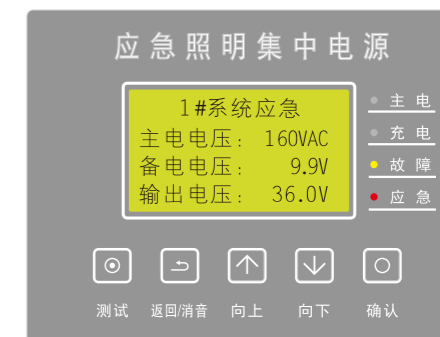 应急照明集中电源
1#系统应急
主电电压: 160VAC
备电电压: 9.9V
输出电压: 36.0V
主电
充电
故障
应急
测试 返回/消音 向上 向下 确认